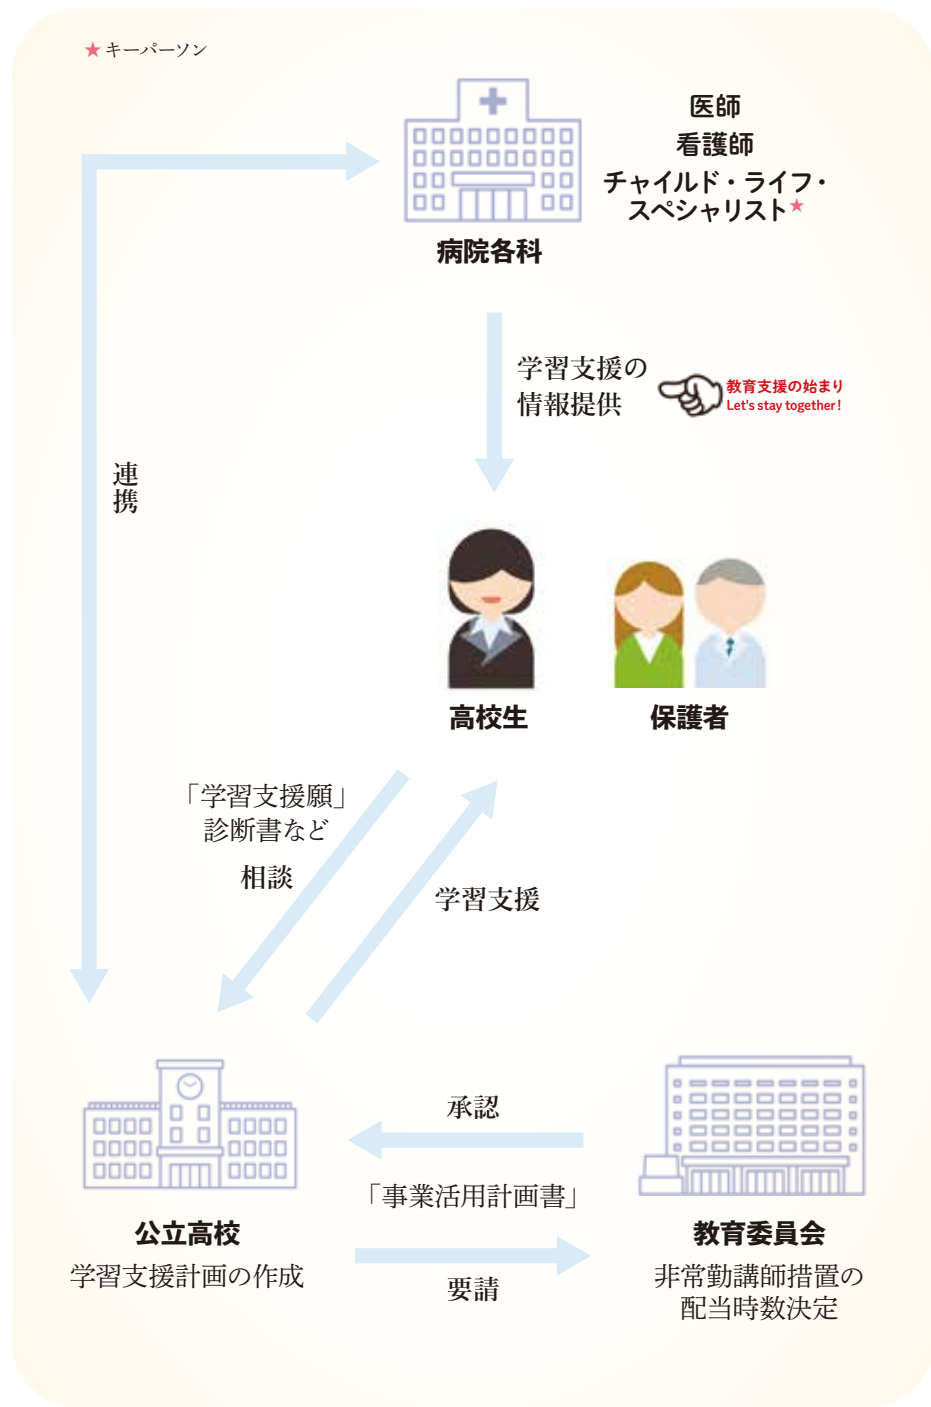 ★キーパーソン
医師
看護師
チャイルド・ライフ・
スペシャリスト★
病院各科
学習支援の
情報提供
教育支援の始まり
Let's stay together!
連携
高校生
保護者
「学習支援願」
診断書など
相談
学習支援
承認
「事業活用計画書」
要請
公立高校
学習支援計画の作成
教育委員会
非常勤講師措置の
配当時数決定